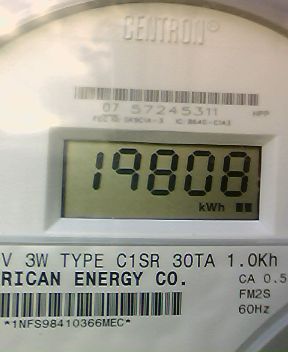 CENTRON®
07 57245311 HPP
19808
kWh
V 3W TYPE C1SR 30TA 1.0Kh
RICAN ENERGY CO.
CA 0.5
FM2S
60Hz
*1NFS98410366MEC*